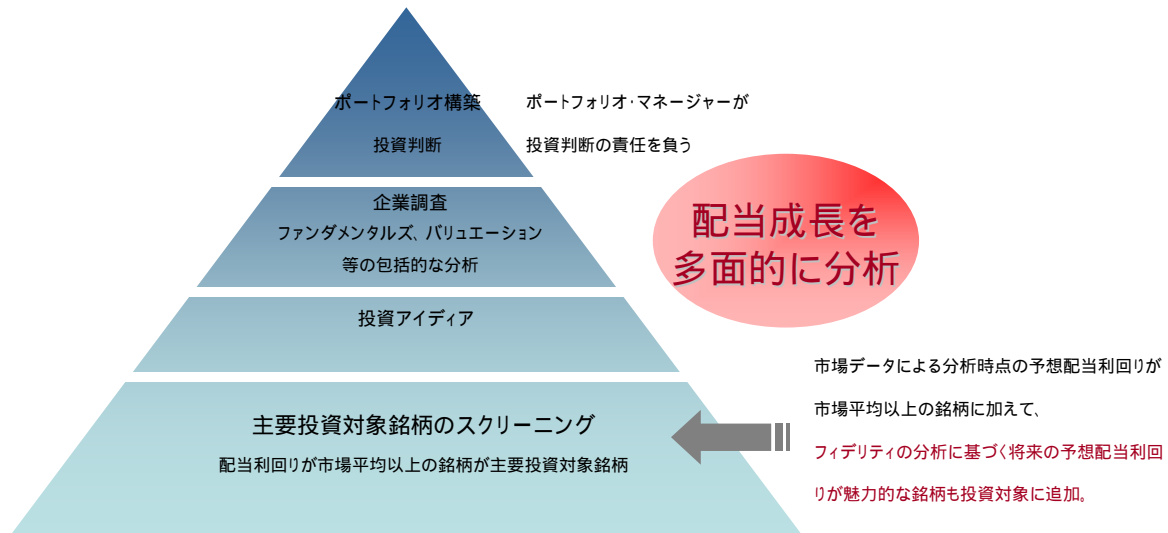 ポートフォリオ構築
投資判断
ポートフォリオ・マネージャーが
投資判断の責任を負う
企業調査
ファンダメンタルズ、バリュエーション
等の包括的な分析
配当成長を
多面的に分析
投資アイディア
主要投資対象銘柄のスクリーニング
配当利回りが市場平均以上の銘柄が主要投資対象銘柄
市場データによる分析時点の予想配当利回りが
市場平均以上の銘柄に加えて、
フィデリティの分析に基づく将来の予想配当利回
りが魅力的な銘柄も投資対象に追加。